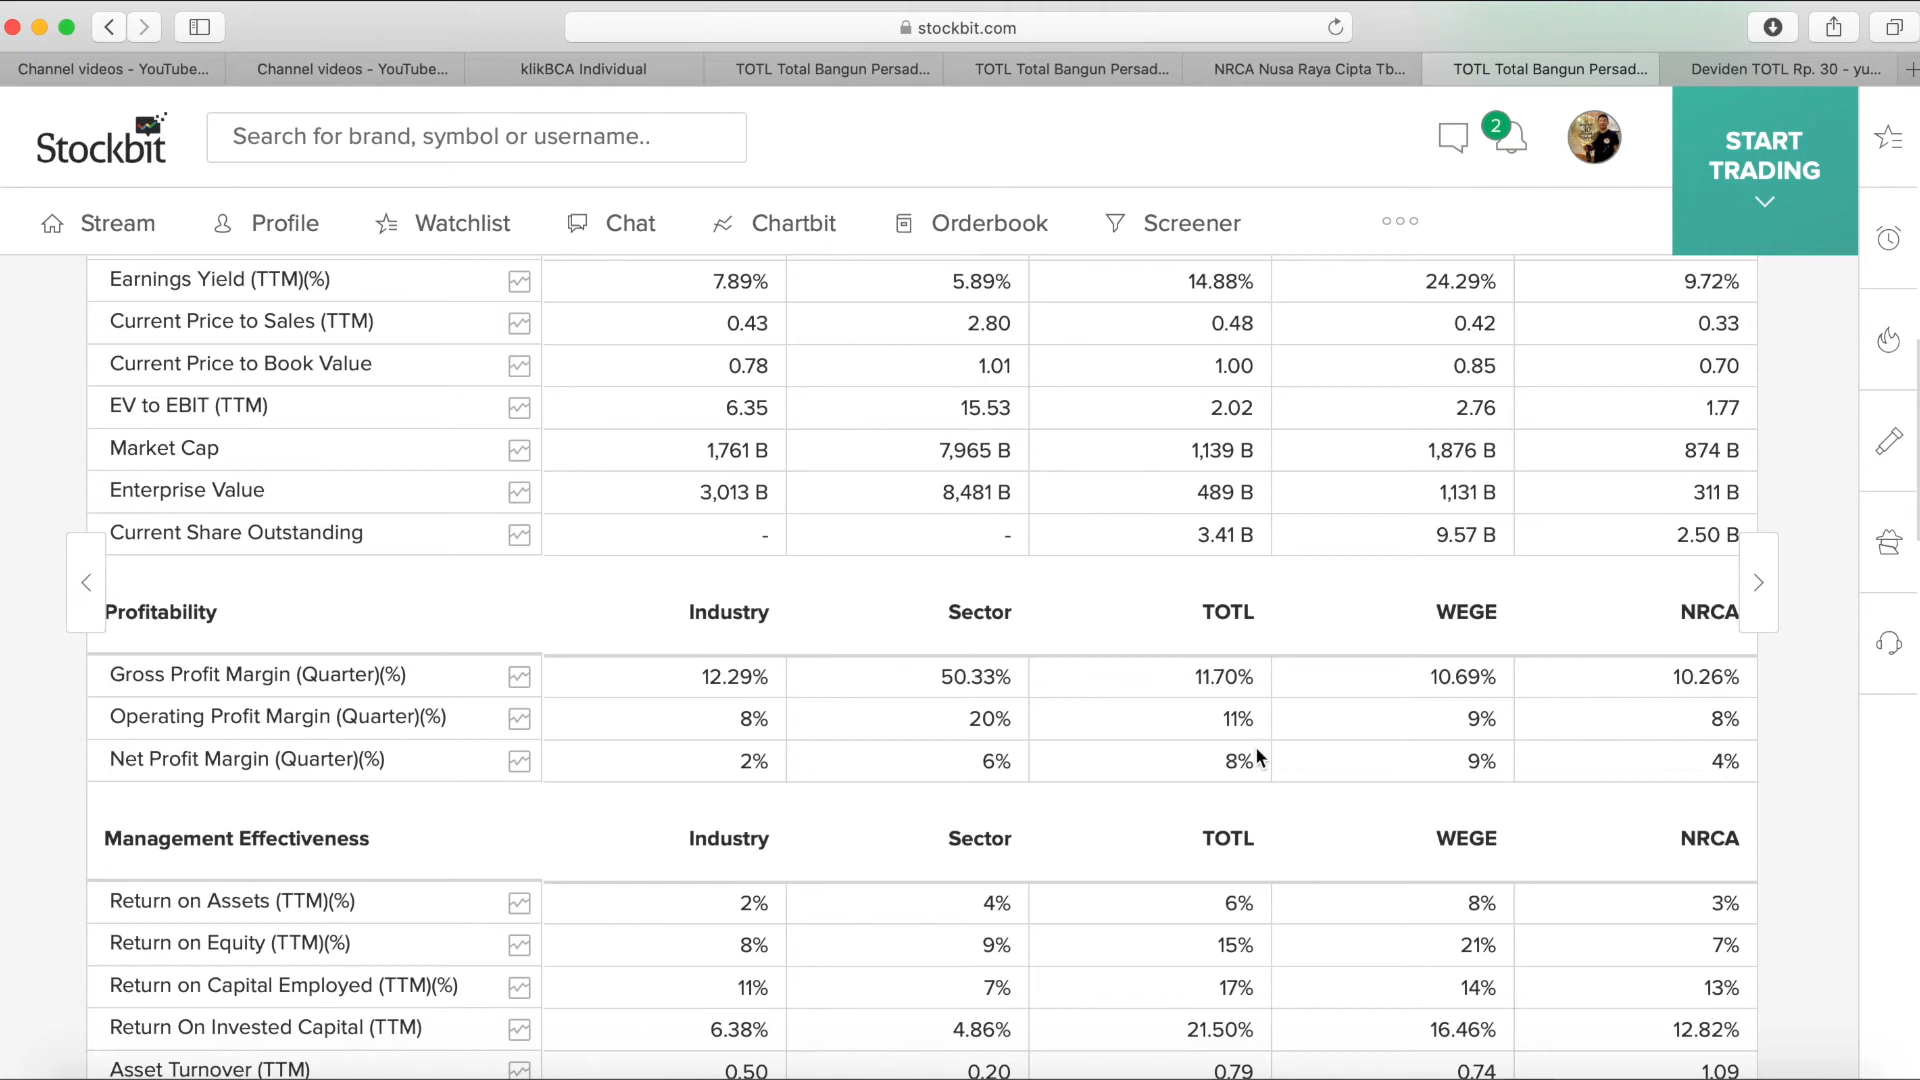 stockbit.com
Channel videos - YouTube... Channel videos - YouTube... klikBCA Individual TOTL Total Bangun Persad... TOTL Total Bangun Persad... NRCA Nusa Raya Cipta Tb... TOTL Total Bangun Persad... Deviden TOTL Rp. 30 - yu...
Stockbit Search for brand, symbol or username.. 2 START
TRADING
Stream Profile Watchlist Chat Chartbit Orderbook Screener
Earnings Yield (TTM)(%) 7.89% 5.89% 14.88% 24.29% 9.72%
Current Price to Sales (TTM) 0.43 2.80 0.48 0.42 0.33
Current Price to Book Value 0.78 1.01 1.00 0.85 0.70
EV to EBIT (TTM) 6.35 15.53 2.02 2.76 1.77
Market Cap 1,761 B 7,965 B 1,139 B 1,876 B 874 B
Enterprise Value 3,013 B 8,481 B 489 B 1,131 B 311 B
Current Share Outstanding - - 3.41 B 9.57 B 2.50 B
Profitability Industry Sector TOTL WEGE NRCA
Gross Profit Margin (Quarter)(%) 12.29% 50.33% 11.70% 10.69% 10.26%
Operating Profit Margin (Quarter)(%) 8% 20% 11% 9% 8%
Net Profit Margin (Quarter)(%) 2% 6% 8% 9% 4%
Management Effectiveness Industry Sector TOTL WEGE NRCA
Return on Assets (TTM)(%) 2% 4% 6% 8% 3%
Return on Equity (TTM)(%) 8% 9% 15% 21% 7%
Return on Capital Employed (TTM)(%) 11% 7% 17% 14% 13%
Return On Invested Capital (TTM) 6.38% 4.86% 21.50% 16.46% 12.82%
Asset Turnover (TTM) 0.50 0.20 0.79 0.74 1.09